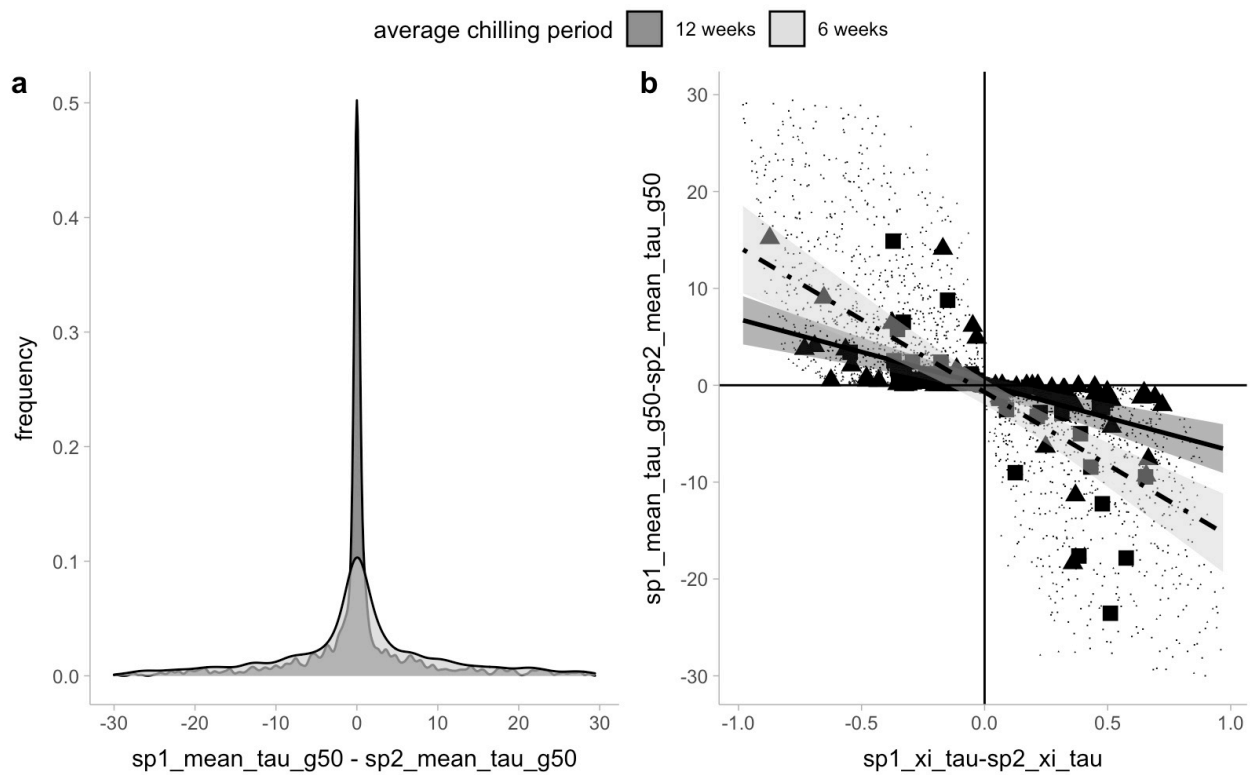 average chilling period 12 weeks 6 weeks
a
0.5
0.4
0.3
0.2
0.1
0.0
frequency
-30 -20 -10 0 10 20 30
sp1_mean_tau_g50 - sp2_mean_tau_g50
b
30
20
10
0
-10
-20
-30
sp1_mean_tau_g50-sp2_mean_tau_g50
-1.0 -0.5 0.0 0.5 1.0
sp1_xi_tau-sp2_xi_tau